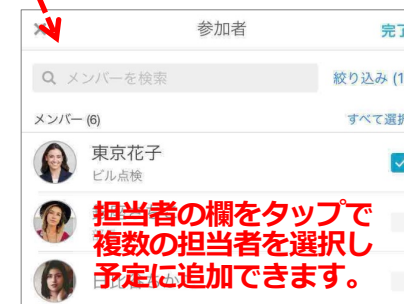 参加者
完了
メンバーを検索
絞り込み (1
メンバー (6)
すべて選択
東京花子
ビル点検
担当者の欄をタップで
複数の担当者を選択し
予定に追加できます。